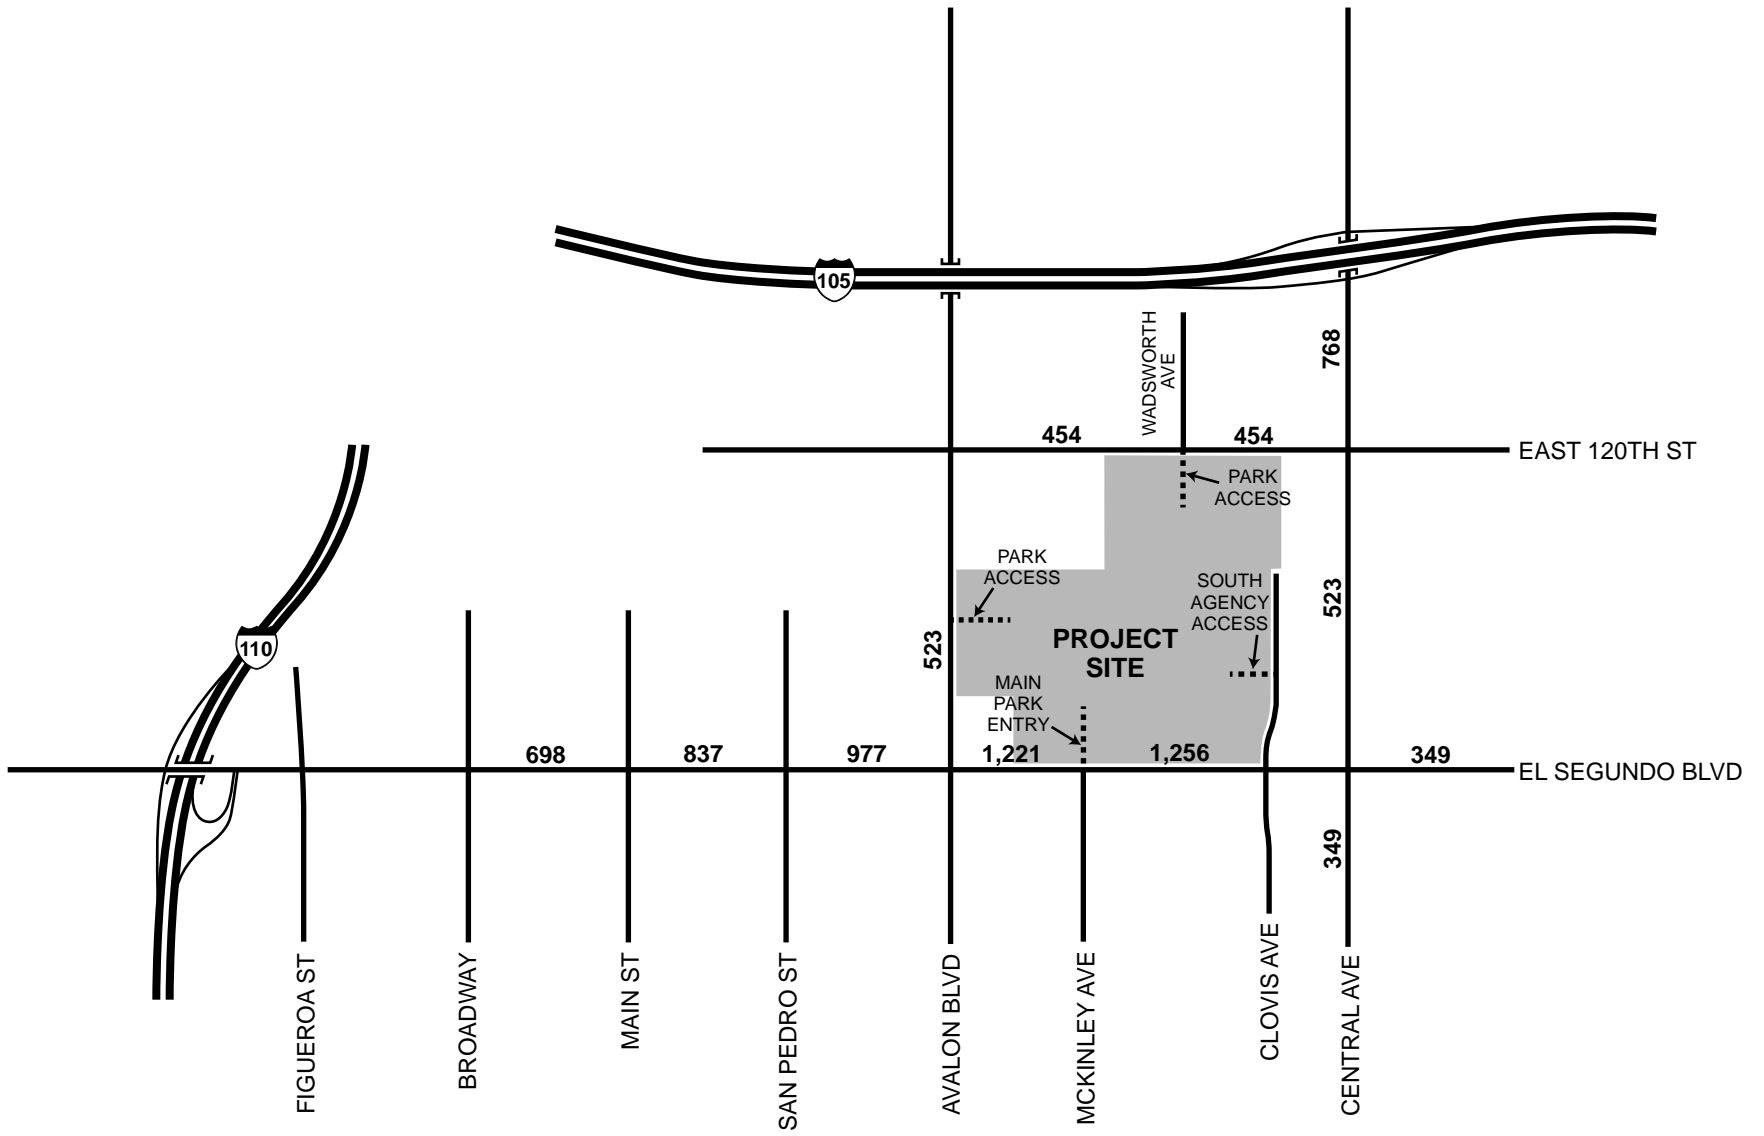 105
WADSWORTH
AVE
768
454
454
EAST 120TH ST
PARK
ACCESS
PARK
ACCESS
SOUTH
AGENCY
ACCESS
523
110
523
PROJECT
SITE
MAIN
PARK
ENTRY
698
837
977
1,221
1,256
349
EL SEGUNDO BLVD
349
FIGUEROA ST
BROADWAY
MAIN ST
SAN PEDRO ST
AVALON BLVD
MCKINLEY AVE
CLOVIS AVE
CENTRAL AVE